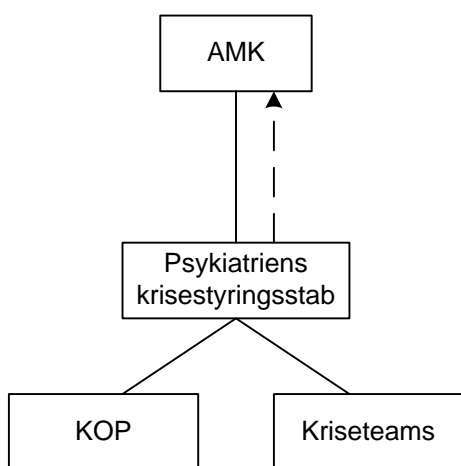 AMK
Psykiatriens
krisestyringsstab
KOP
Kriseteams